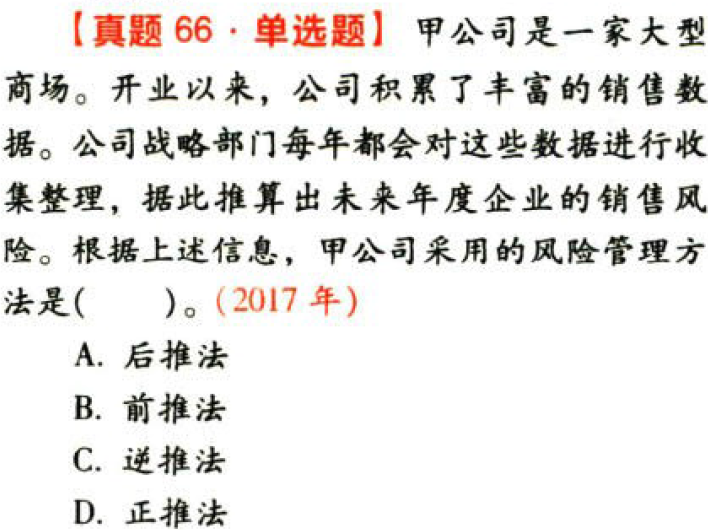 【真题 66·单选题】甲公司是一家大型
商场。开业以来，公司积累了丰富的销售数
据。公司战略部门每年都会对这些数据进行收
集整理，据此推算出未来年度企业的销售风
险。根据上述信息，甲公司采用的风险管理方
法是(　　)。(2017 年)
A. 后推法
B. 前推法
C. 逆推法
D. 正推法